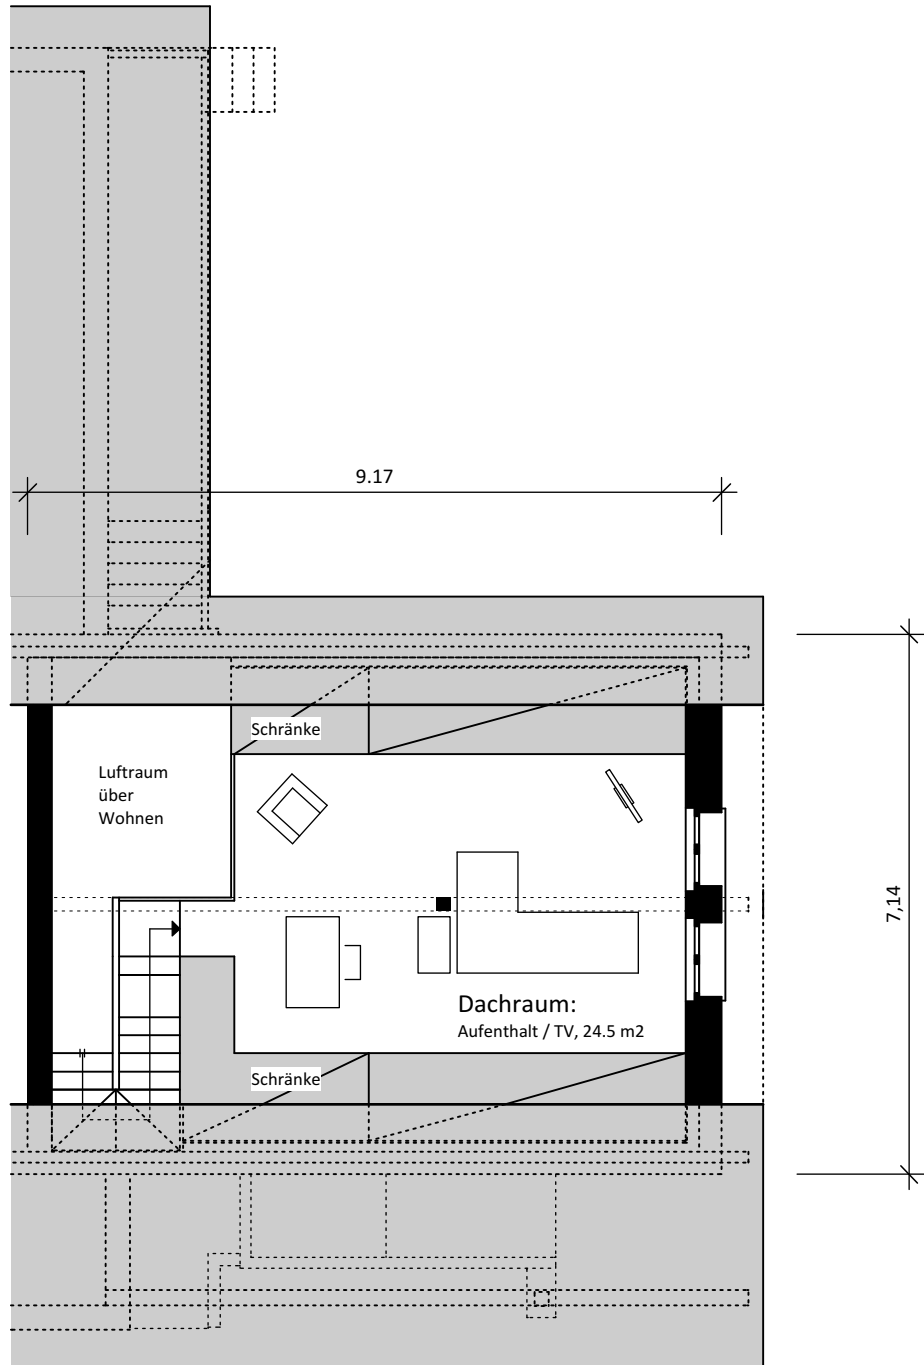 9.17
Schränke
Luftraum
über
Wohnen
7,14
Dachraum:
Aufenthalt / TV, 24.5 m2
Schränke